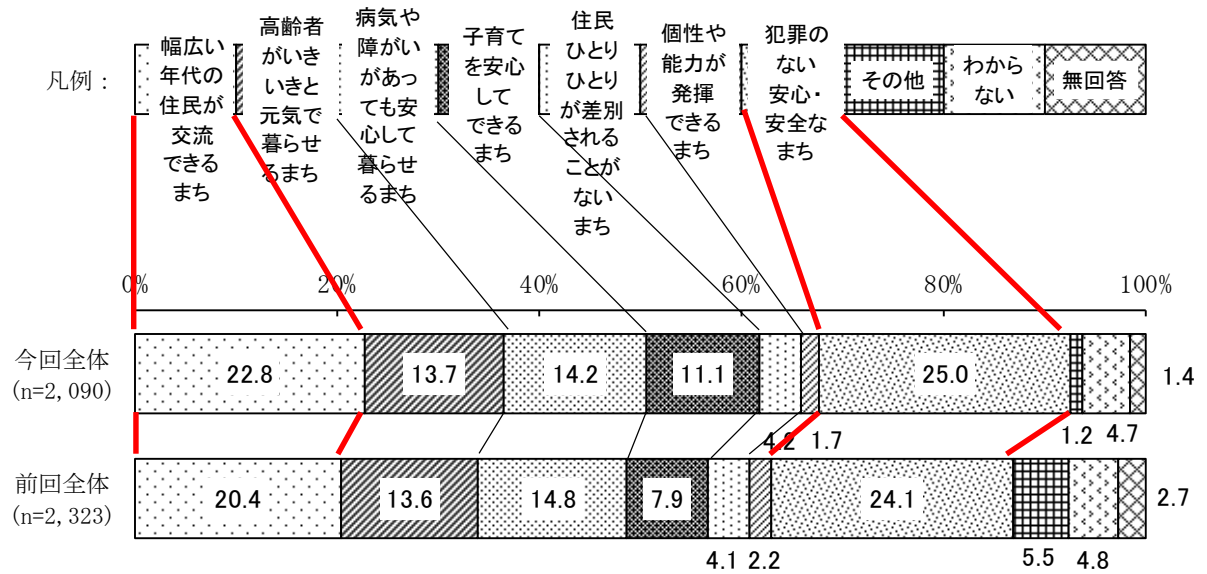 凡例：
幅広い
年代の
住民が
交流
できる
まち
高齢者
がいき
いきと
元気で
暮らせ
るまち
病気や
障がい
があっ
ても安
心して
暮らせ
るまち
子育て
を安心
して
できる
まち
住民
ひとり
ひとり
が差別
される
ことが
ない
まち
個性や
能力が
発揮
できる
まち
犯罪の
ない
安心・
安全な
まち
その他
わから
ない
無回答
0% 20% 40% 60% 80% 100%
今回全体
(n=2,090)
22.8 13.7 14.2 11.1 25.0 1.4
4.2 1.7 1.2 4.7
前回全体
(n=2,323)
20.4 13.6 14.8 7.9 24.1 2.7
4.1 2.2 5.5 4.8